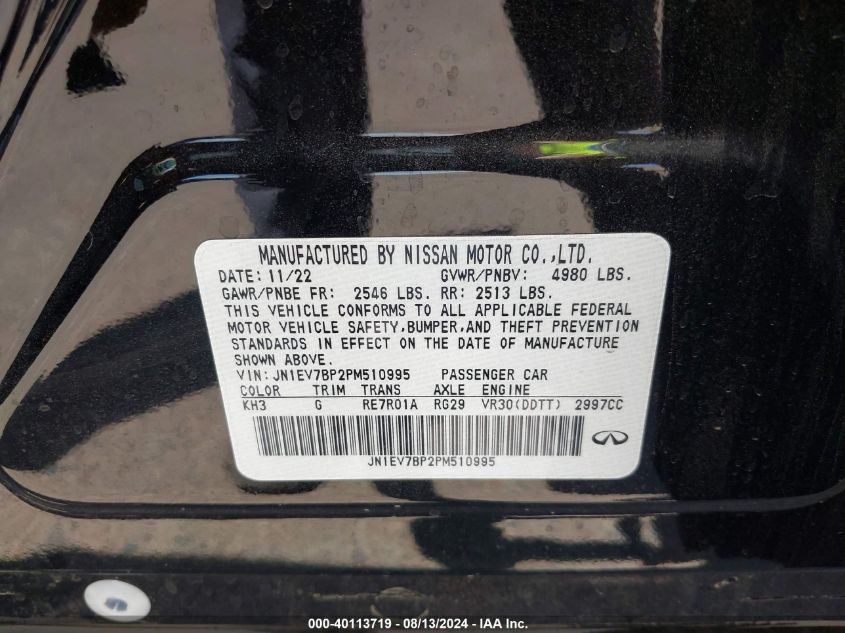 MANUFACTURED BY NISSAN MOTOR CO.,LTD.
DATE: 11/22 GVWR/PNBV: 4980 LBS.
GAWR/PNBE FR: 2546 LBS. RR: 2513 LBS.
THIS VEHICLE CONFORMS TO ALL APPLICABLE FEDERAL
MOTOR VEHICLE SAFETY,BUMPER,AND THEFT PREVENTION
STANDARDS IN EFFECT ON THE DATE OF MANUFACTURE
SHOWN ABOVE.
VIN: JN1EV7BP2PM510995 PASSENGER CAR
COLOR TRIM TRANS AXLE ENGINE
KH3 G RE7R01A RG29 VR30(DDTT) 2997CC
JN1EV7BP2PM510995
000-40113719 - 08/13/2024 - IAA Inc.